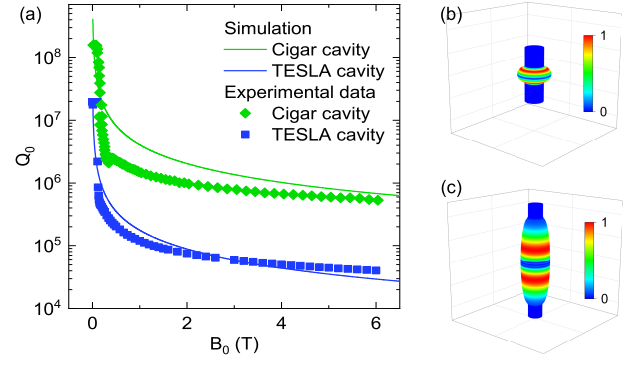 (a)
Simulation
Cigar cavity
TESLA cavity
Experimental data
Cigar cavity
TESLA cavity
Q0
10^8
10^7
10^6
10^5
10^4
0 2 4 6
B0 (T)
(b)
1
0
(c)
1
0